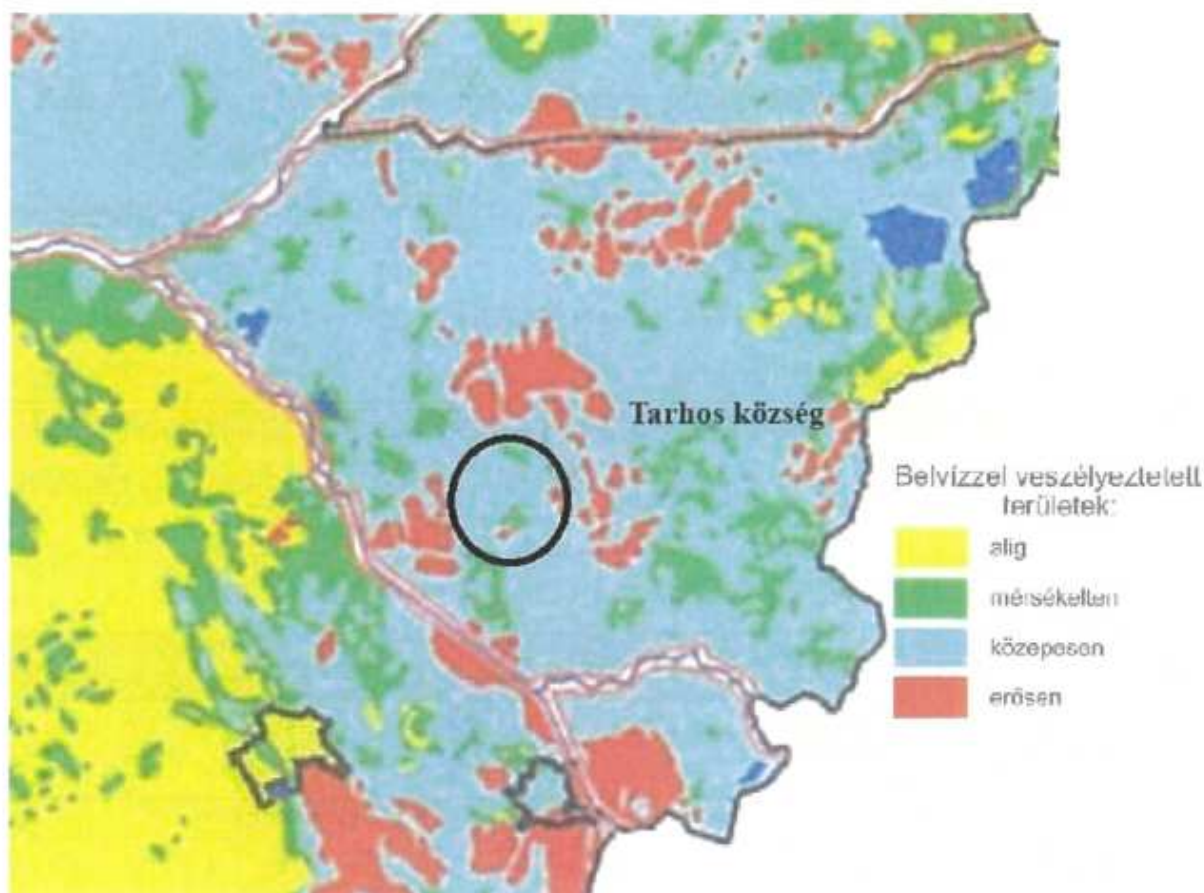 Tarhos község
Belvízzel veszélyeztetett
területek:
alig
mérsékelten
közepesen
erősen